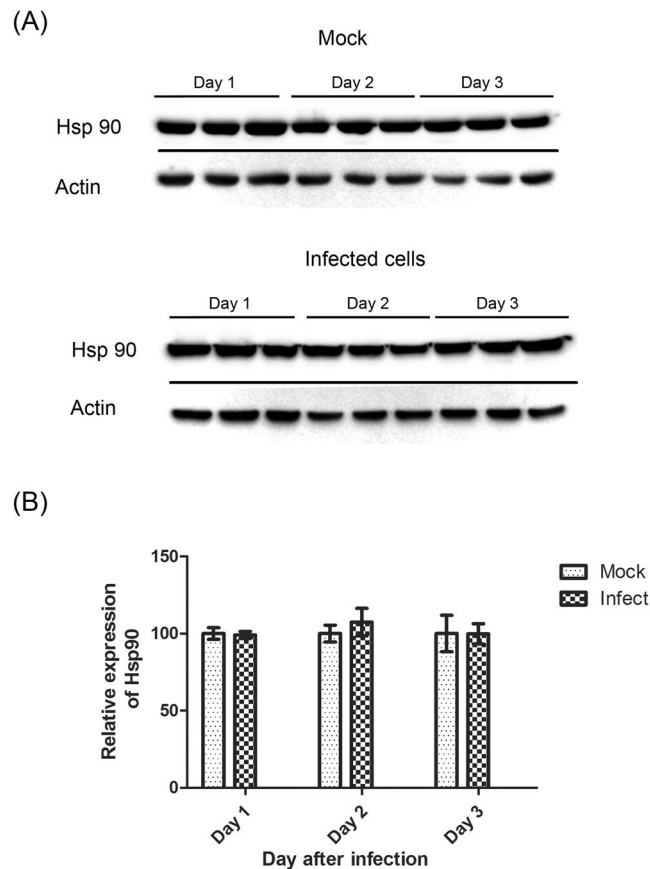 (A)
Mock
Day 1 Day 2 Day 3
Hsp 90
Actin
Infected cells
Day 1 Day 2 Day 3
Hsp 90
Actin
(B)
150
100
50
0
Relative expression
of Hsp90
Mock
Infect
Day 1
Day 2
Day 3
Day after infection